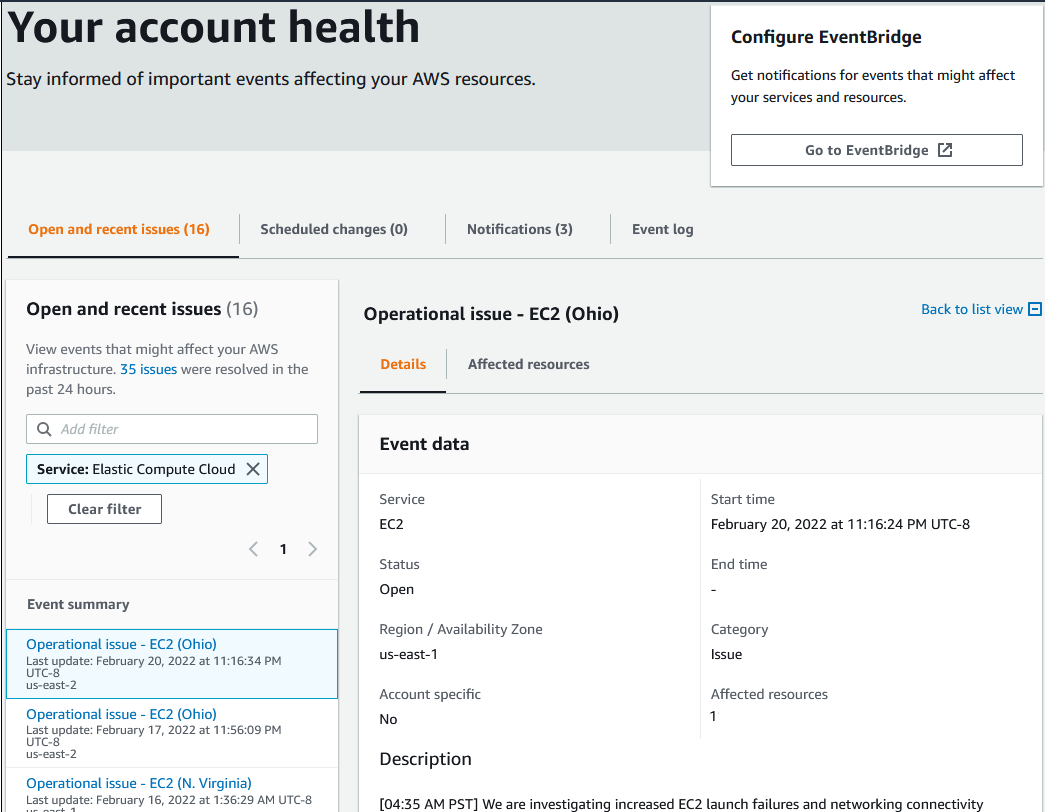 Your account health
Stay informed of important events affecting your AWS resources.
Configure EventBridge
Get notifications for events that might affect
your services and resources.
Go to EventBridge
Open and recent issues (16)
Scheduled changes (0)
Notifications (3)
Event log
Open and recent issues (16)
View events that might affect your AWS
infrastructure. 35 issues were resolved in the
past 24 hours.
Add filter
Service: Elastic Compute Cloud
Clear filter
1
Event summary
Operational issue - EC2 (Ohio)
Last update: February 20, 2022 at 11:16:34 PM
UTC-8
us-east-2
Operational issue - EC2 (Ohio)
Last update: February 17, 2022 at 11:56:09 PM
UTC-8
us-east-2
Operational issue - EC2 (N. Virginia)
Last update: February 16, 2022 at 1:36:29 AM UTC-8
us-east-1
Operational issue - EC2 (Ohio)
Back to list view
Details
Affected resources
Event data
Service
EC2
Start time
February 20, 2022 at 11:16:24 PM UTC-8
Status
Open
End time
-
Region / Availability Zone
us-east-1
Category
Issue
Account specific
No
Affected resources
1
Description
[04:35 AM PST] We are investigating increased EC2 launch failures and networking connectivity